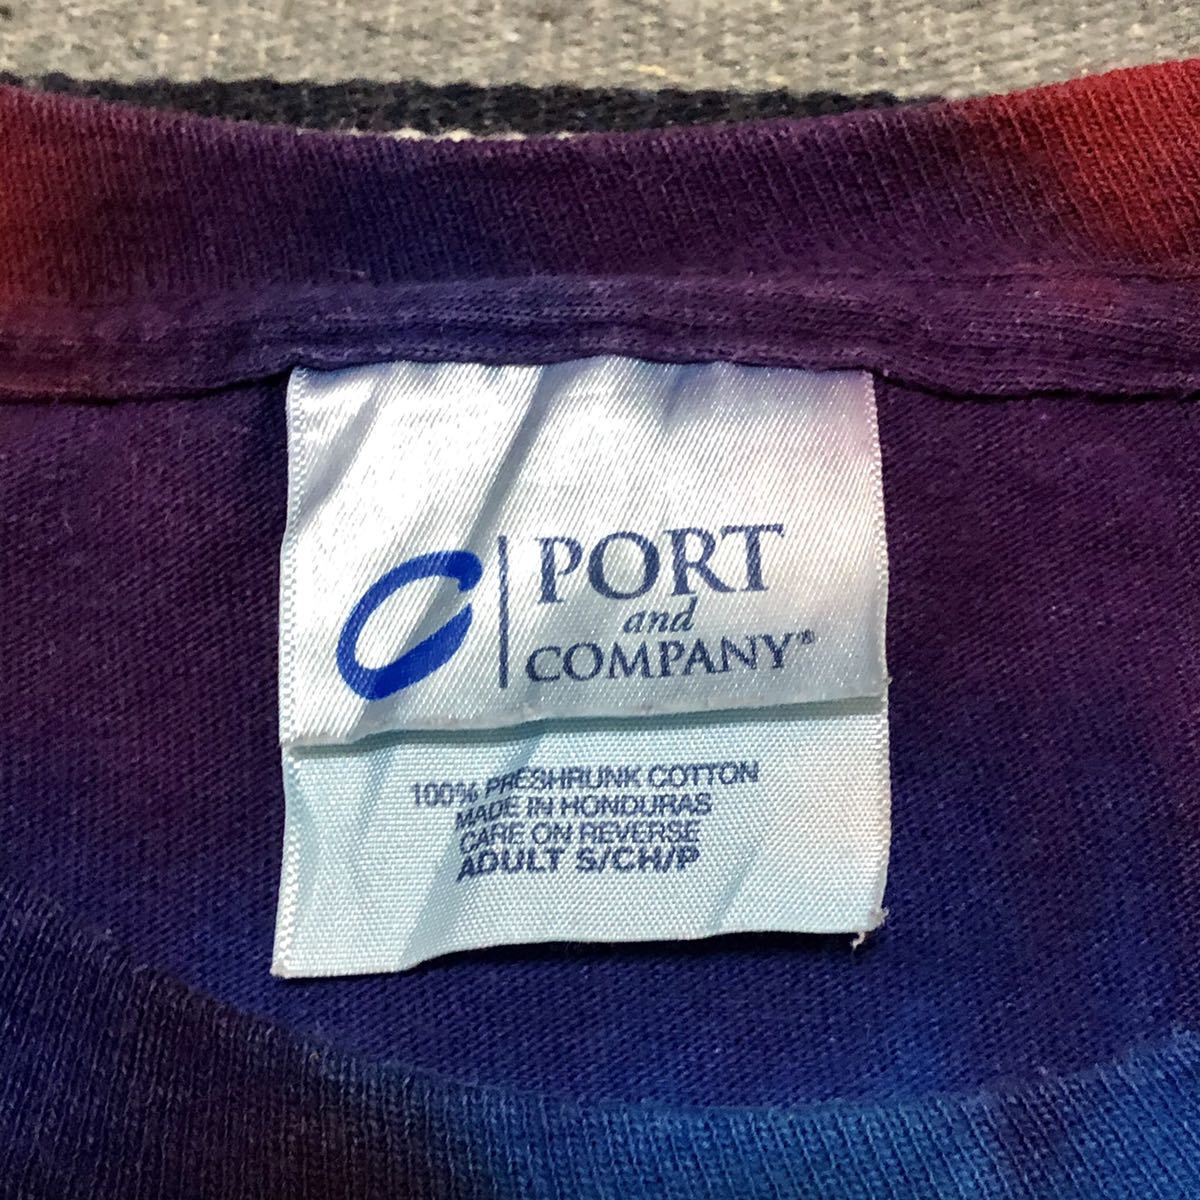 PORT
and
COMPANY®
100% PRESHRUNK COTTON
MADE IN HONDURAS
CARE ON REVERSE
ADULT S/CH/P